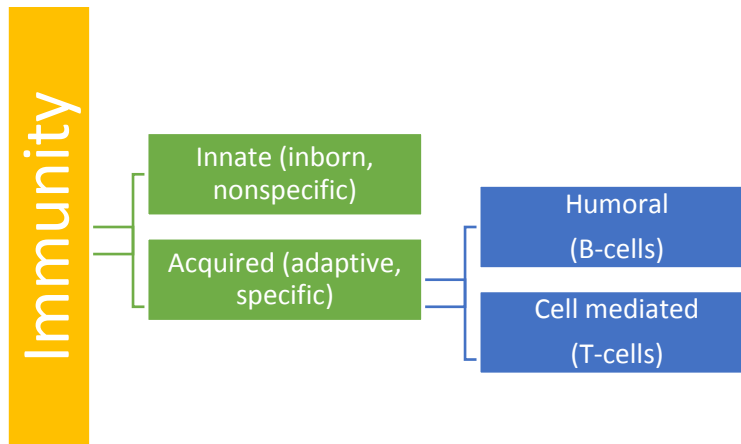 Immunity
Innate (inborn,
nonspecific)
Acquired (adaptive,
specific)
Humoral
(B-cells)
Cell mediated
(T-cells)